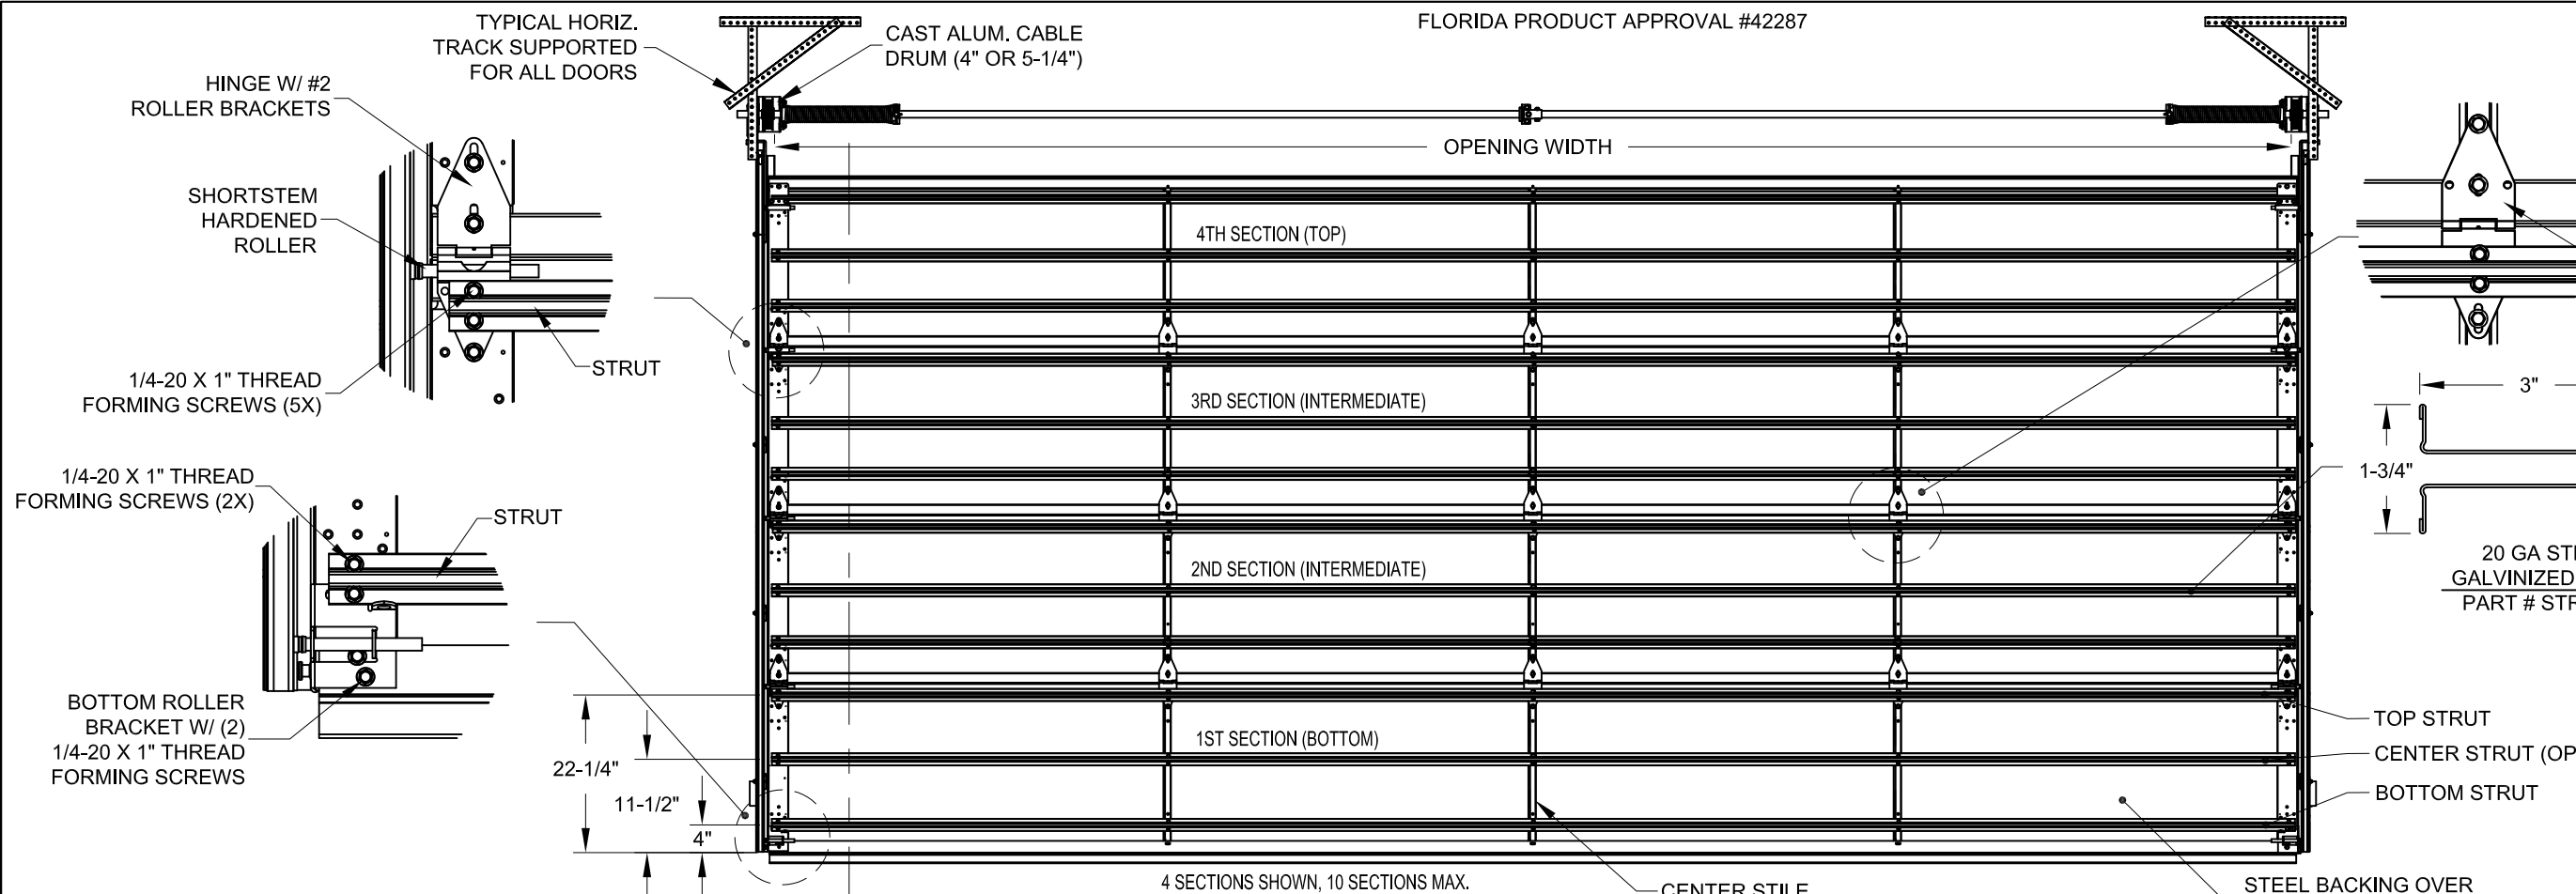 FLORIDA PRODUCT APPROVAL #42287
TYPICAL HORIZ.
TRACK SUPPORTED
FOR ALL DOORS
CAST ALUM. CABLE
DRUM (4" OR 5-1/4")
HINGE W/ #2
ROLLER BRACKETS
OPENING WIDTH
SHORTSTEM
HARDENED
ROLLER
4TH SECTION (TOP)
STRUT
1/4-20 X 1" THREAD
FORMING SCREWS (5X)
3"
3RD SECTION (INTERMEDIATE)
1-3/4"
1/4-20 X 1" THREAD
FORMING SCREWS (2X)
STRUT
20 GA
GALVINIZED
PART #
2ND SECTION (INTERMEDIATE)
BOTTOM ROLLER
BRACKET W/ (2)
1/4-20 X 1" THREAD
FORMING SCREWS
TOP STRUT
1ST SECTION (BOTTOM)
CENTER STRUT (OP
22-1/4"
11-1/2"
4"
BOTTOM STRUT
4 SECTIONS SHOWN, 10 SECTIONS MAX.
CENTER STILE
STEEL BACKING OVER